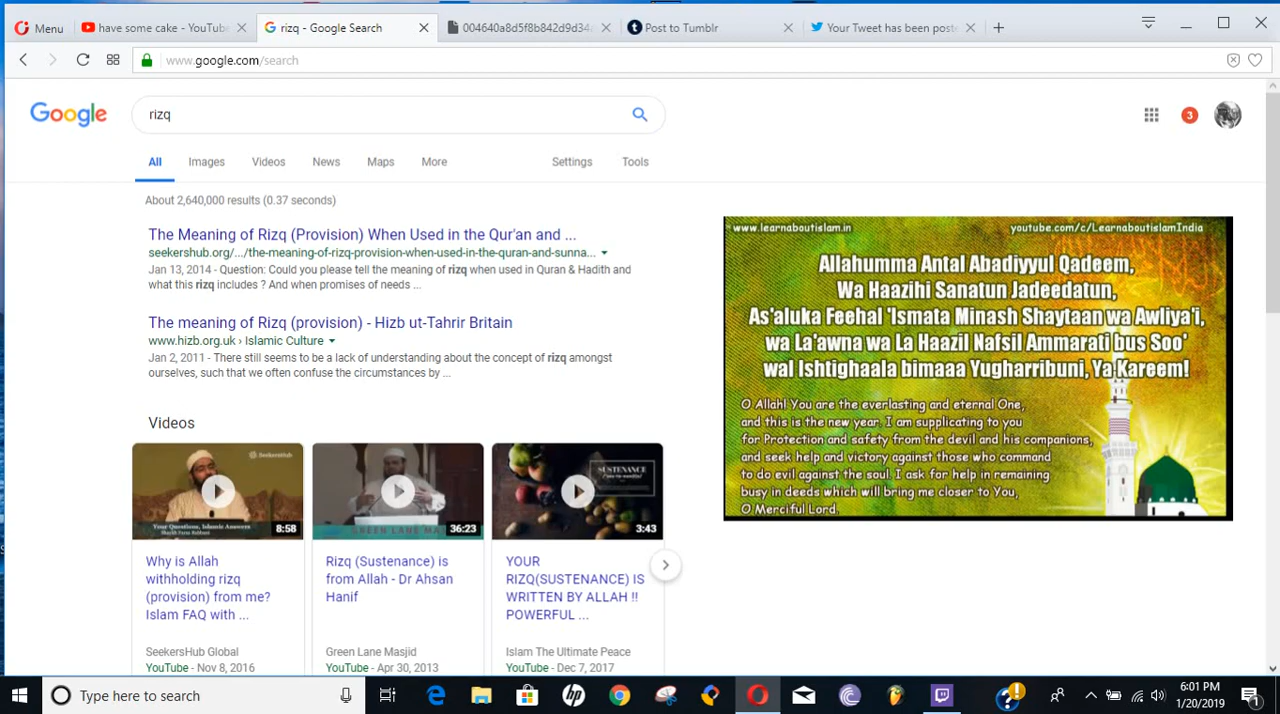 Menu
have some cake - YouTube
rizq - Google Search
004640a8d5f8b842d9d34
Post to Tumblr
Your Tweet has been poste
www.google.com/search
Google
rizq
3
All
Images
Videos
News
Maps
More
Settings
Tools
About 2,640,000 results (0.37 seconds)
The Meaning of Rizq (Provision) When Used in the Qur'an and ...
seekershub.org/.../the-meaning-of-rizq-provision-when-used-in-the-quran-and-sunna...
Jan 13, 2014 - Question: Could you please tell the meaning of rizq when used in Quran & Hadith and
what this rizq includes ? And when promises of needs ...
The meaning of Rizq (provision) - Hizb ut-Tahrir Britain
www.hizb.org.uk › Islamic Culture
Jan 2, 2011 - There still seems to be a lack of understanding about the concept of rizq amongst
ourselves, such that we often confuse the circumstances by ...
Videos
SeekersHub
Your Questions, Islamic Answers
8:58
GREEN LANE MA
36:23
SUSTENANCE
3:43
Why is Allah
withholding rizq
(provision) from me?
Islam FAQ with ...
SeekersHub Global
YouTube - Nov 8, 2016
Rizq (Sustenance) is
from Allah - Dr Ahsan
Hanif
Green Lane Masjid
YouTube - Apr 30, 2013
YOUR
RIZQ(SUSTENANCE) IS
WRITTEN BY ALLAH !!
POWERFUL ...
Islam The Ultimate Peace
YouTube - Dec 7, 2017
www.learnaboutislam.in
youtube.com/c/LearnaboutislamIndia
Allahumma Antal Abadiyyul Qadeem,
Wa Haazihi Sanatun Jadeedatun,
As'aluka Feehal 'Ismata Minash Shaytaan wa Awliya'i,
wa La'awna wa La Haazil Nafsil Ammarati bus Soo'
wal Ishtighaala bimaaa Yugharribuni, Ya Kareem!
O Allah! You are the everlasting and eternal One,
and this is the new year. I am supplicating to you
for Protection and safety from the devil and his companions,
and seek help and victory against those who command
to do evil against the soul. I ask for help in remaining
busy in deeds which will bring me closer to You,
O Merciful Lord.
Type here to search
hp
6:01 PM
1/20/2019
1